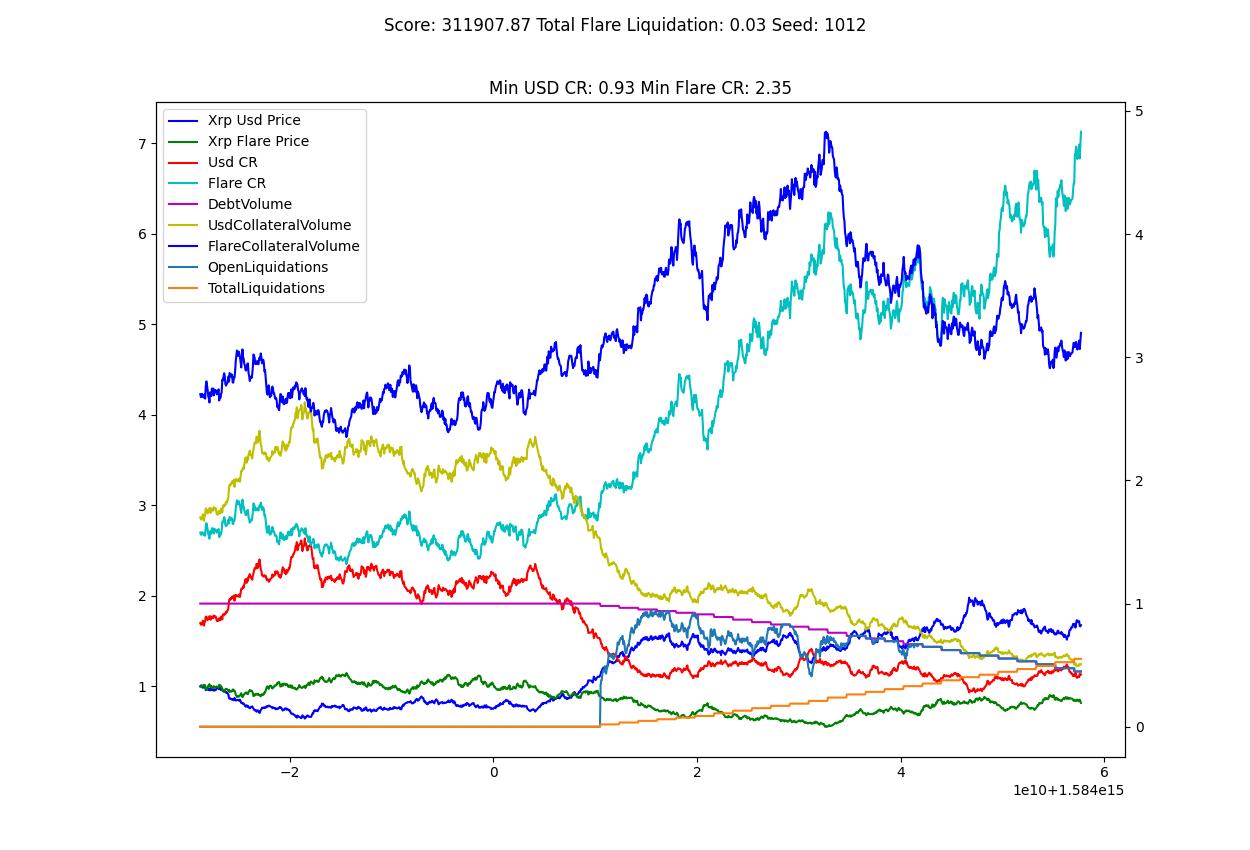 Score: 311907.87 Total Flare Liquidation: 0.03 Seed: 1012
Min USD CR: 0.93 Min Flare CR: 2.35
Xrp Usd Price
Xrp Flare Price
Usd CR
Flare CR
DebtVolume
UsdCollateralVolume
FlareCollateralVolume
OpenLiquidations
TotalLiquidations
7
6
5
4
3
2
1
5
4
3
2
1
0
−2
0
2
4
6
1e10+1.584e15